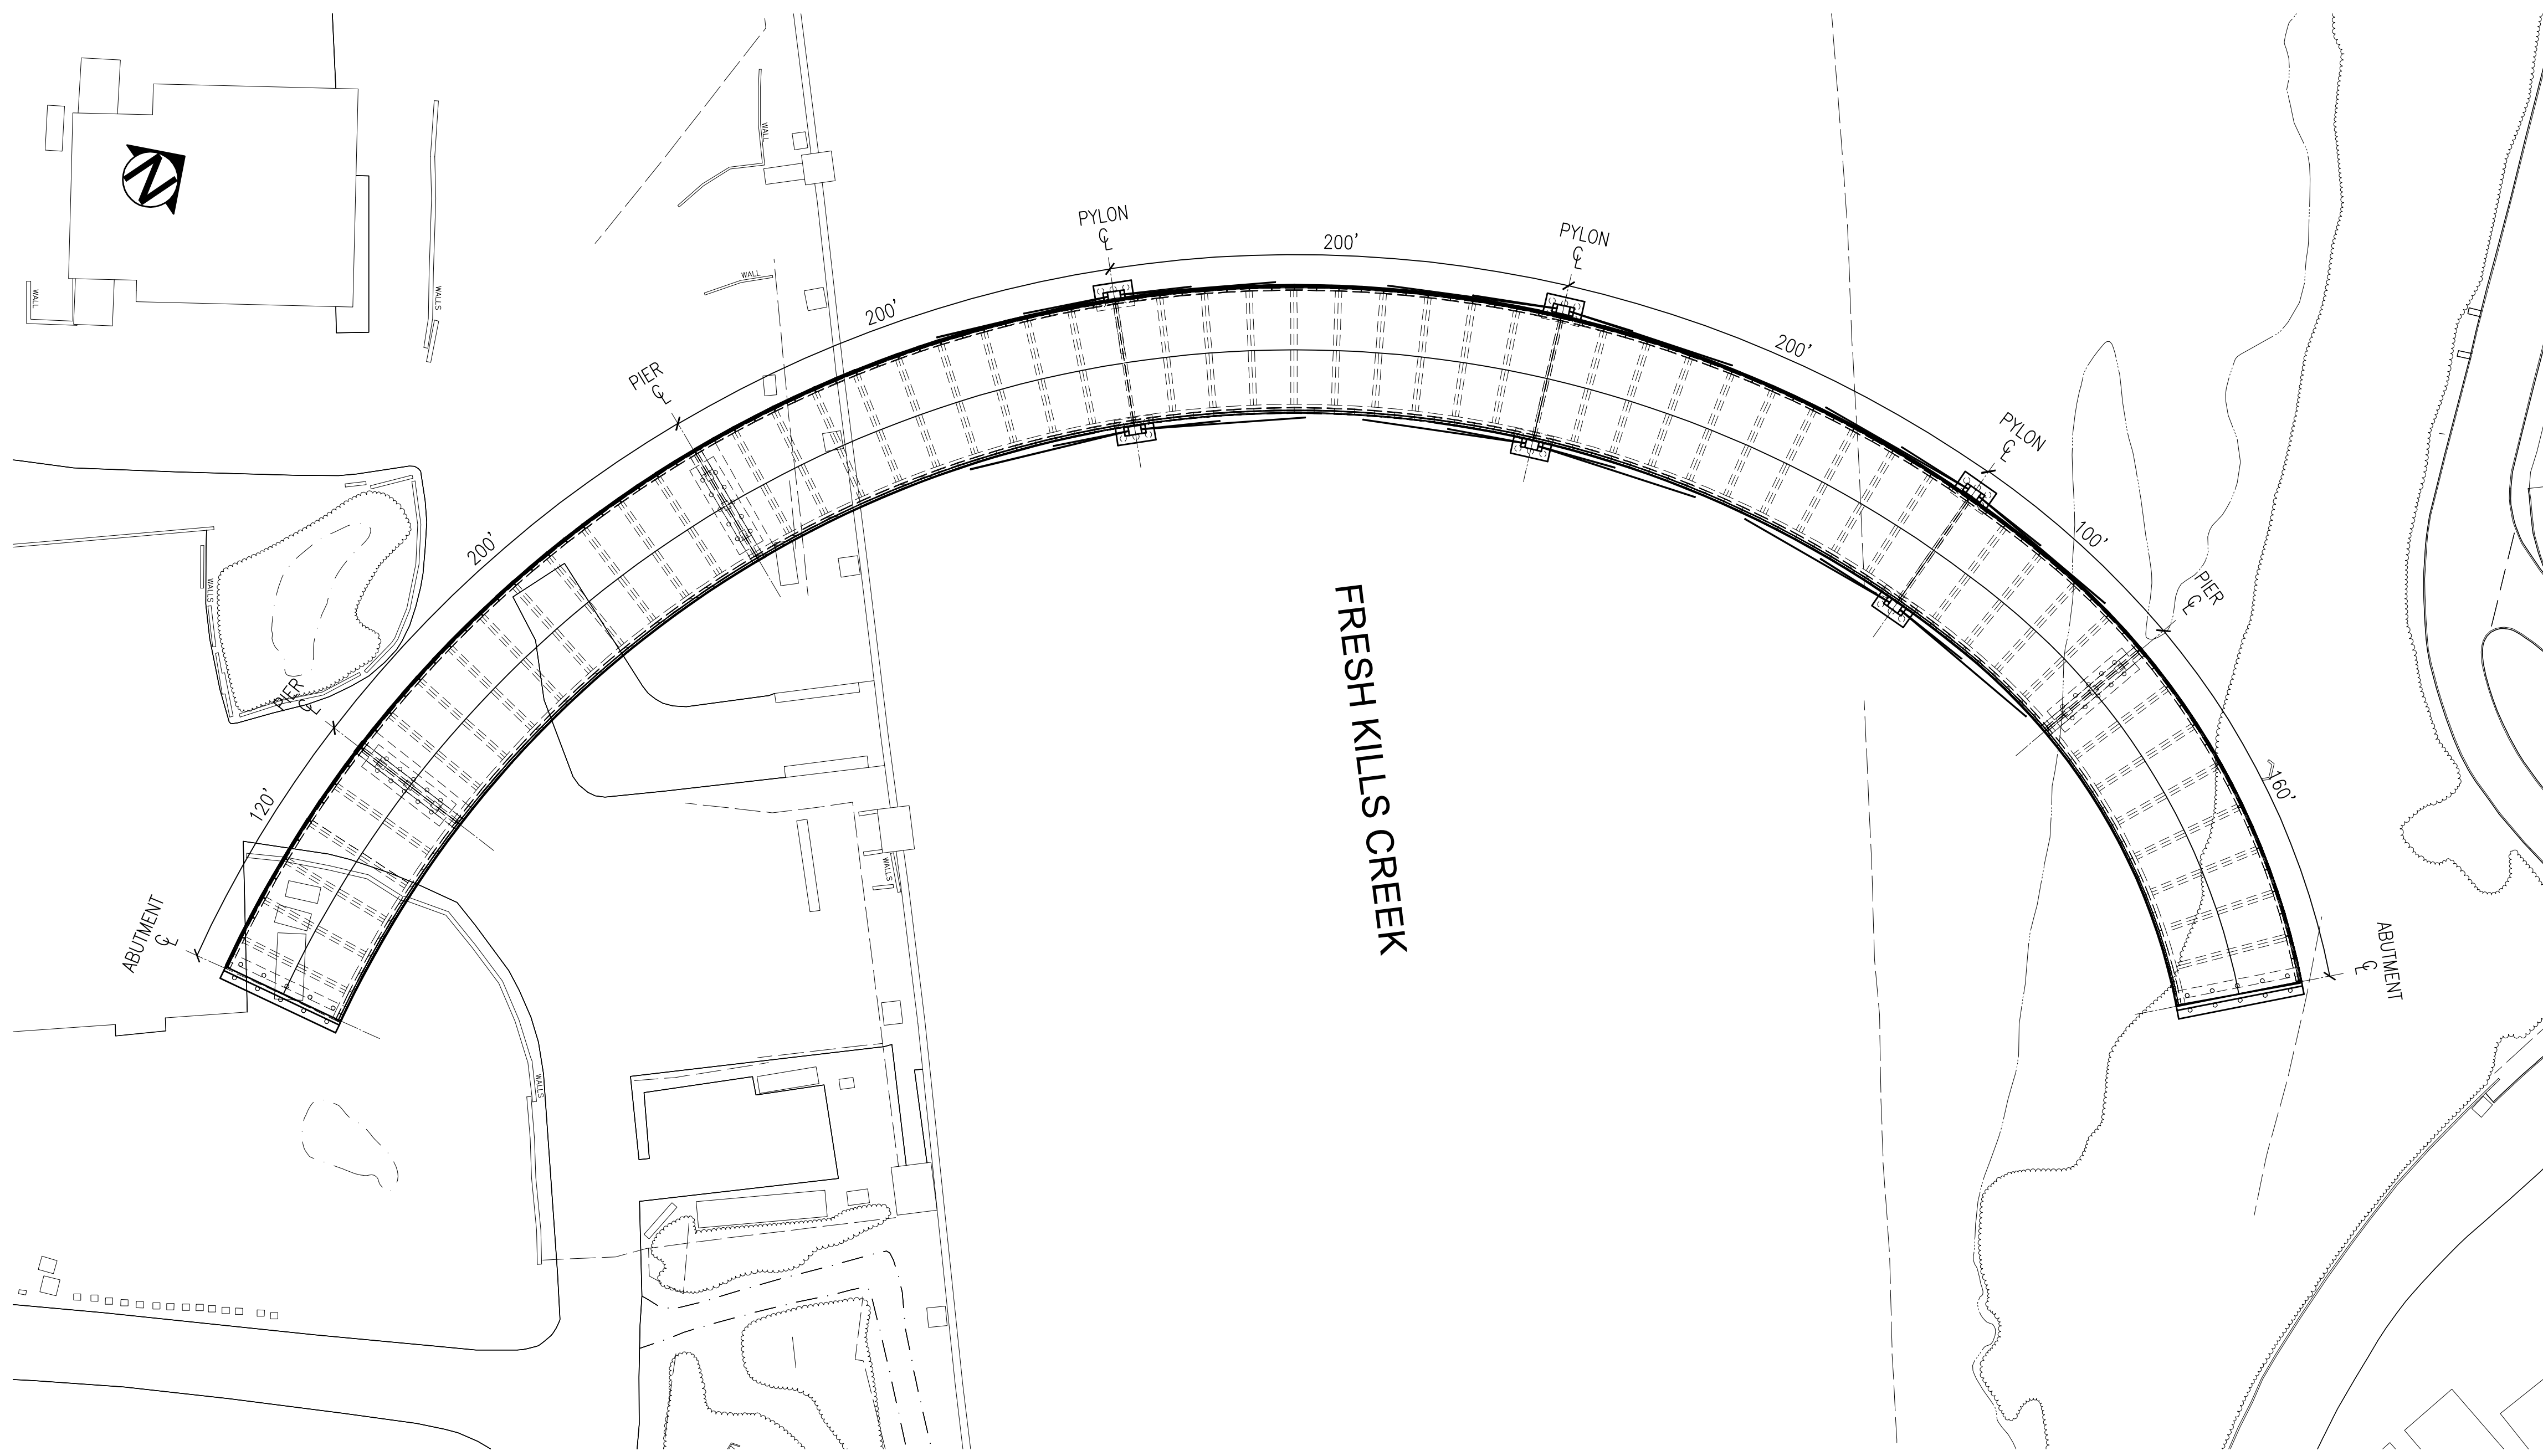 N
WALL
WALLS
WALL
WALL
WALLS
PYLON
℄
200'
PYLON
℄
200'
PIER
℄
200'
PYLON
℄
200'
100'
PIER
℄
PIER
℄
120'
160'
ABUTMENT
℄
ABUTMENT
℄
FRESH KILLS CREEK
WALLS
WALLS